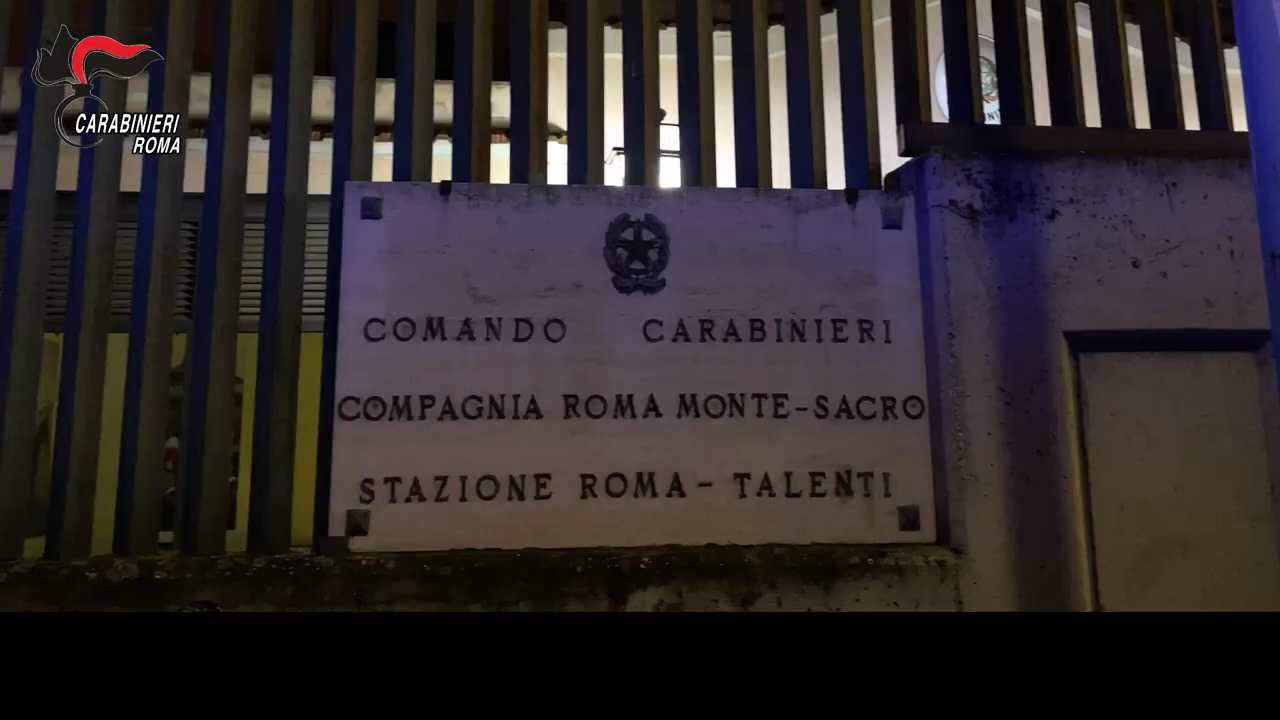 CARABINIERI
ROMA
COMANDO CARABINIERI
COMPAGNIA ROMA MONTE-SACRO
STAZIONE ROMA- TALENTI